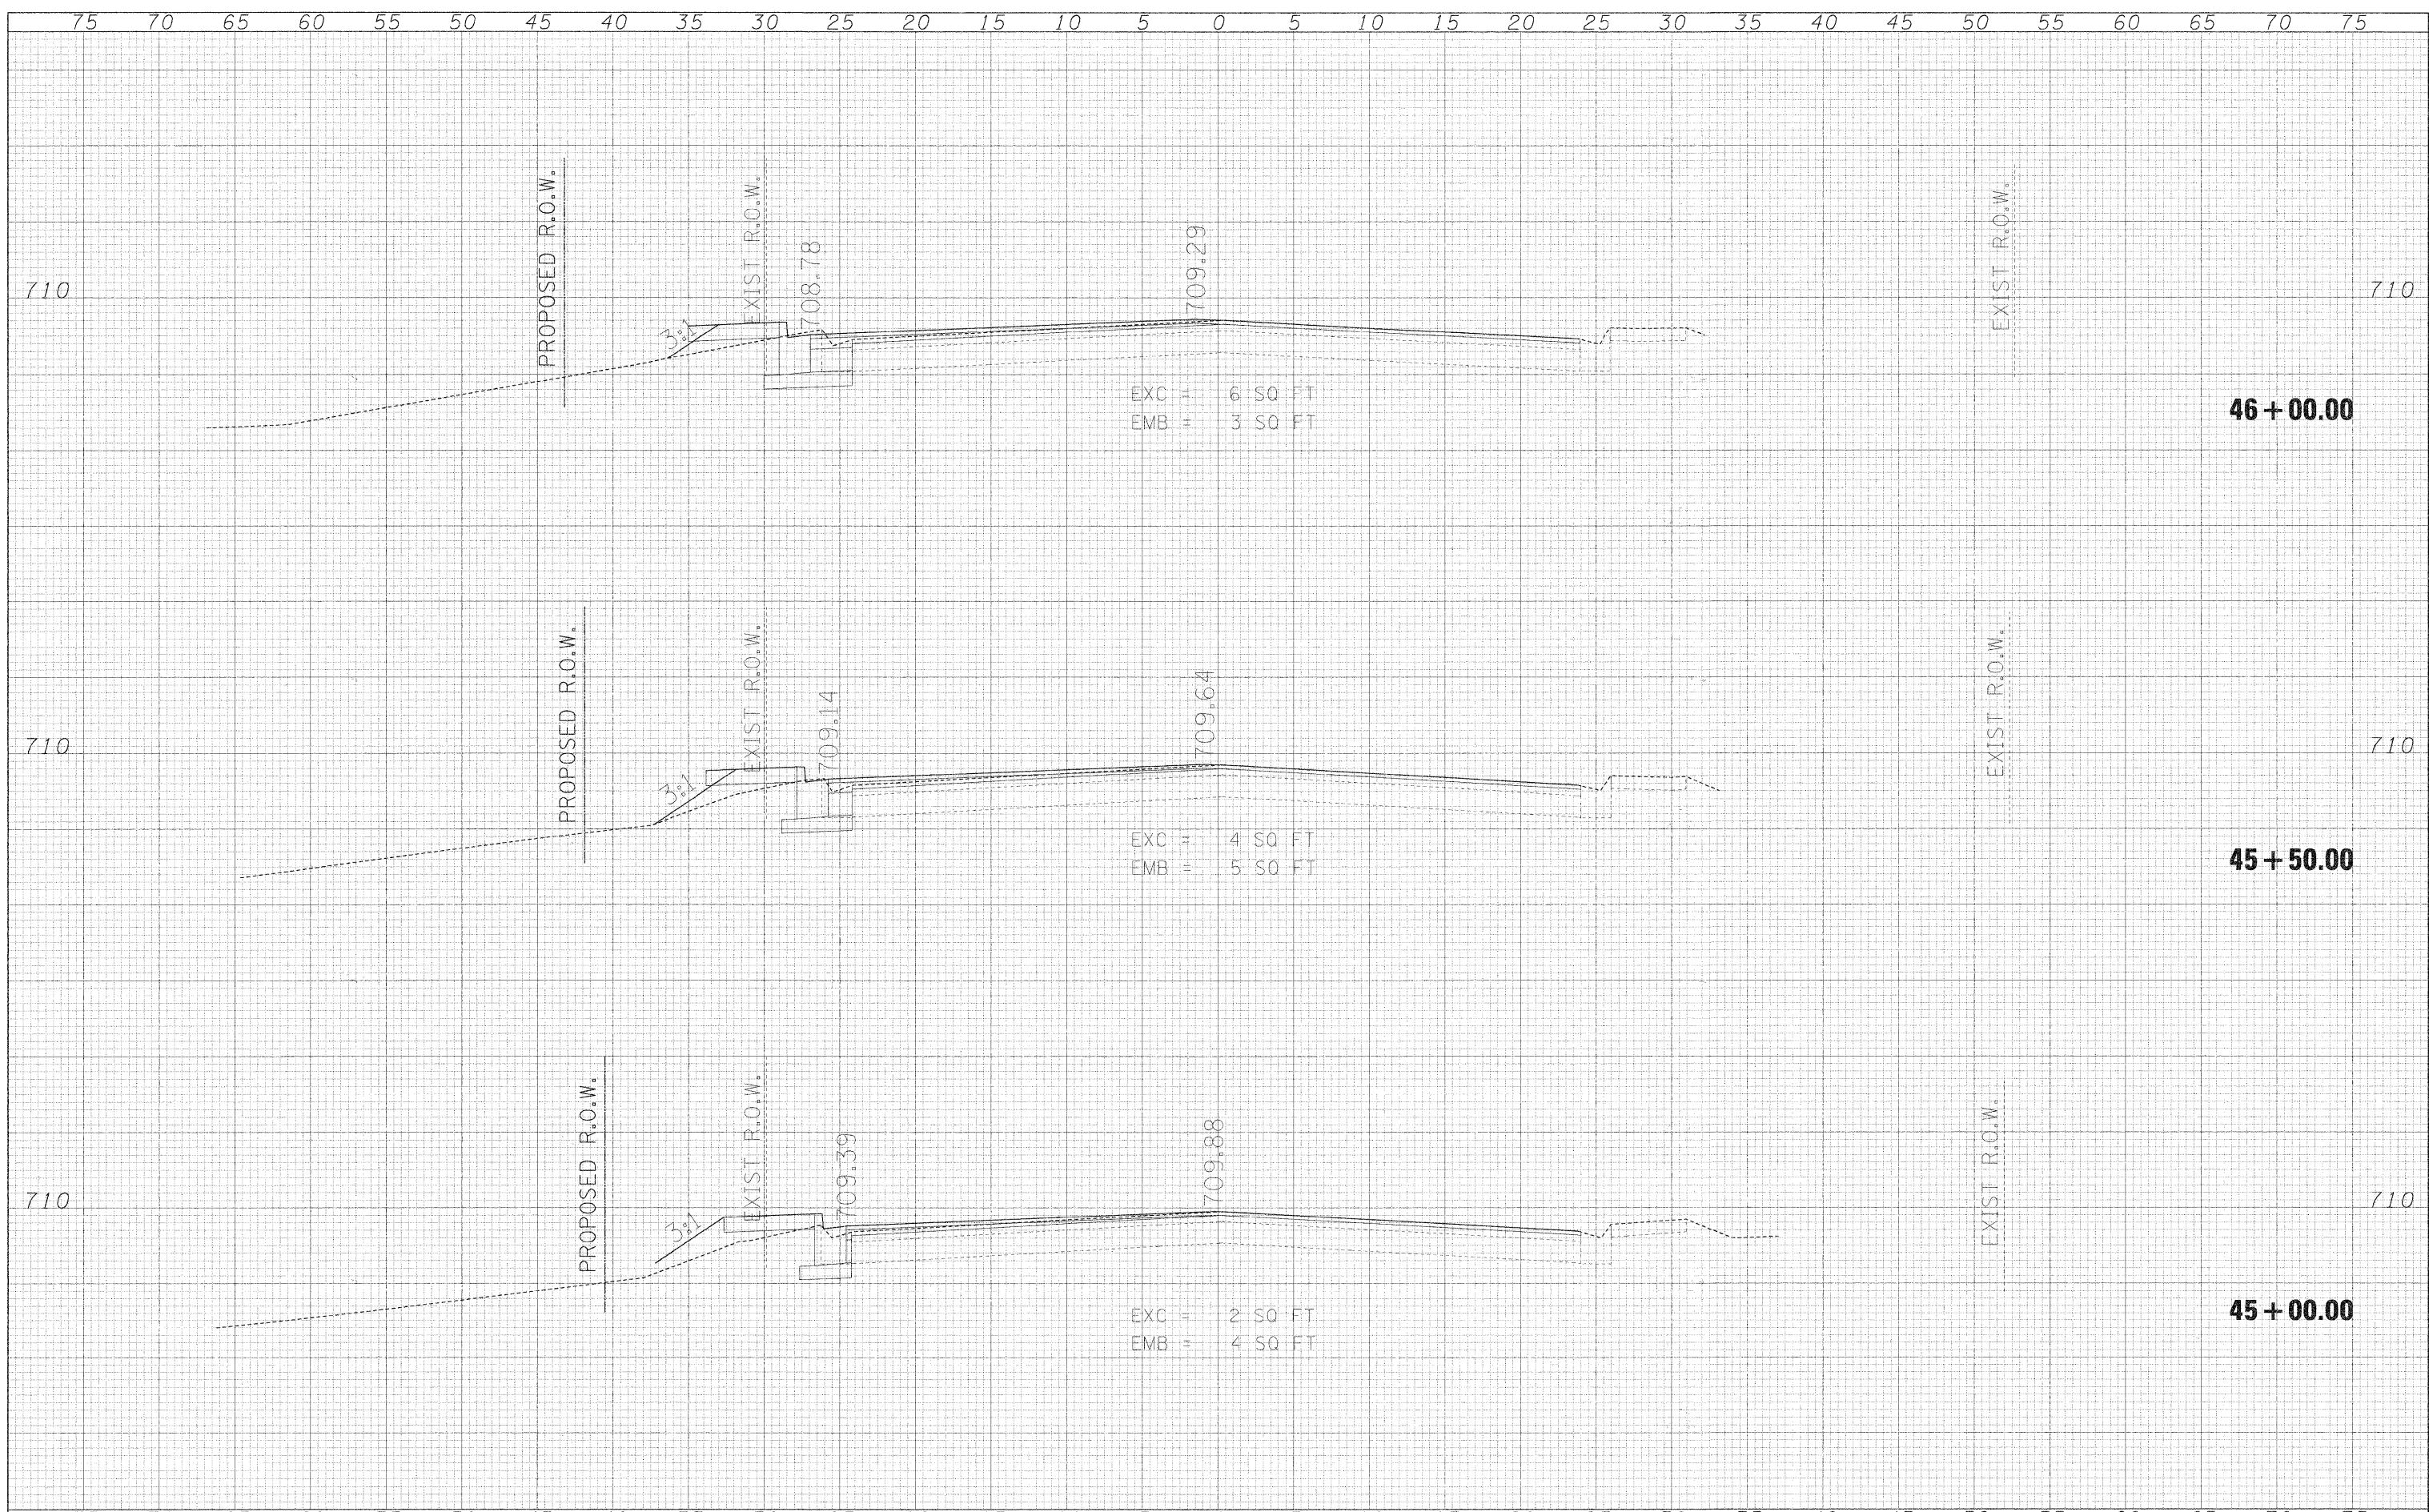 75 70 65 60 55 50 45 40 35 30 25 20 15 10 5 0 5 10 15 20 25 30 35 40 45 50 55 60 65 70 75
PROPOSED R.O.W.
EXIST R.O.W.
708.78
709.29
EXIST R.O.W.
710
710
3:1
EXC = 6 SQ FT
EMB = 3 SQ FT
46+00.00
PROPOSED R.O.W.
EXIST R.O.W.
709.14
709.64
EXIST R.O.W.
710
710
3:1
EXC = 4 SQ FT
EMB = 5 SQ FT
45+50.00
PROPOSED R.O.W.
EXIST R.O.W.
709.39
709.88
EXIST R.O.W.
710
710
3:1
EXC = 2 SQ FT
EMB = 4 SQ FT
45+00.00